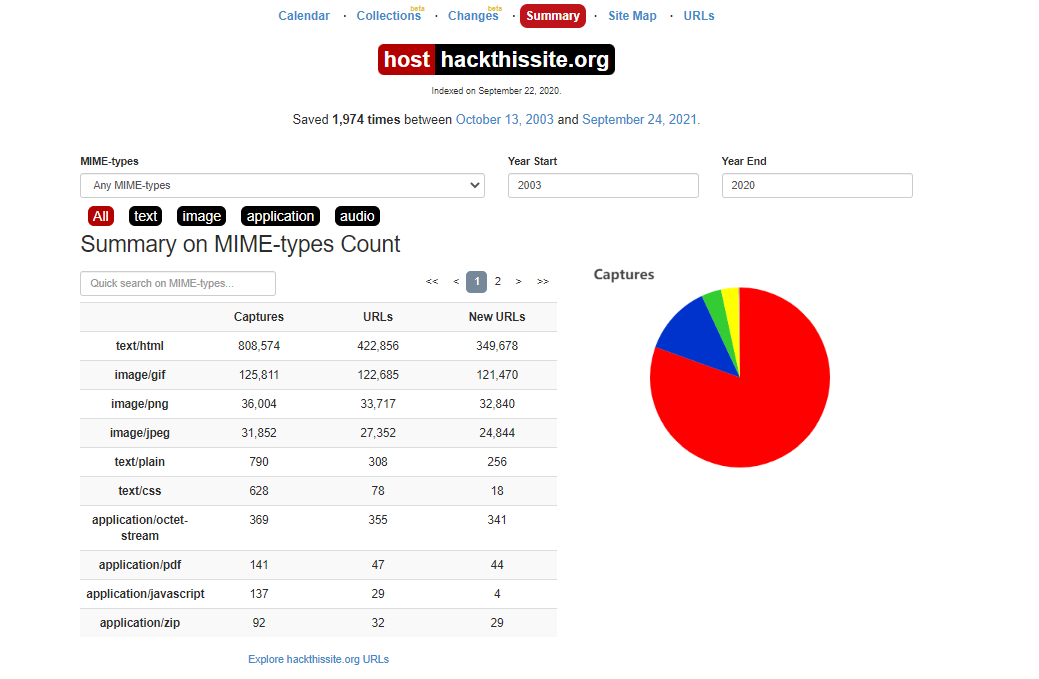 Calendar · Collections beta · Changes beta · Summary · Site Map · URLs
host hackthissite.org
Indexed on September 22, 2020.
Saved 1,974 times between October 13, 2003 and September 24, 2021.
MIME-types Year Start Year End
Any MIME-types 2003 2020
All text image application audio
Summary on MIME-types Count
Quick search on MIME-types... << < 1 2 > >>
Captures
Captures URLs New URLs
text/html 808,574 422,856 349,678
image/gif 125,811 122,685 121,470
image/png 36,004 33,717 32,840
image/jpeg 31,852 27,352 24,844
text/plain 790 308 256
text/css 628 78 18
application/octet- 369 355 341
stream
application/pdf 141 47 44
application/javascript 137 29 4
application/zip 92 32 29
Explore hackthissite.org URLs